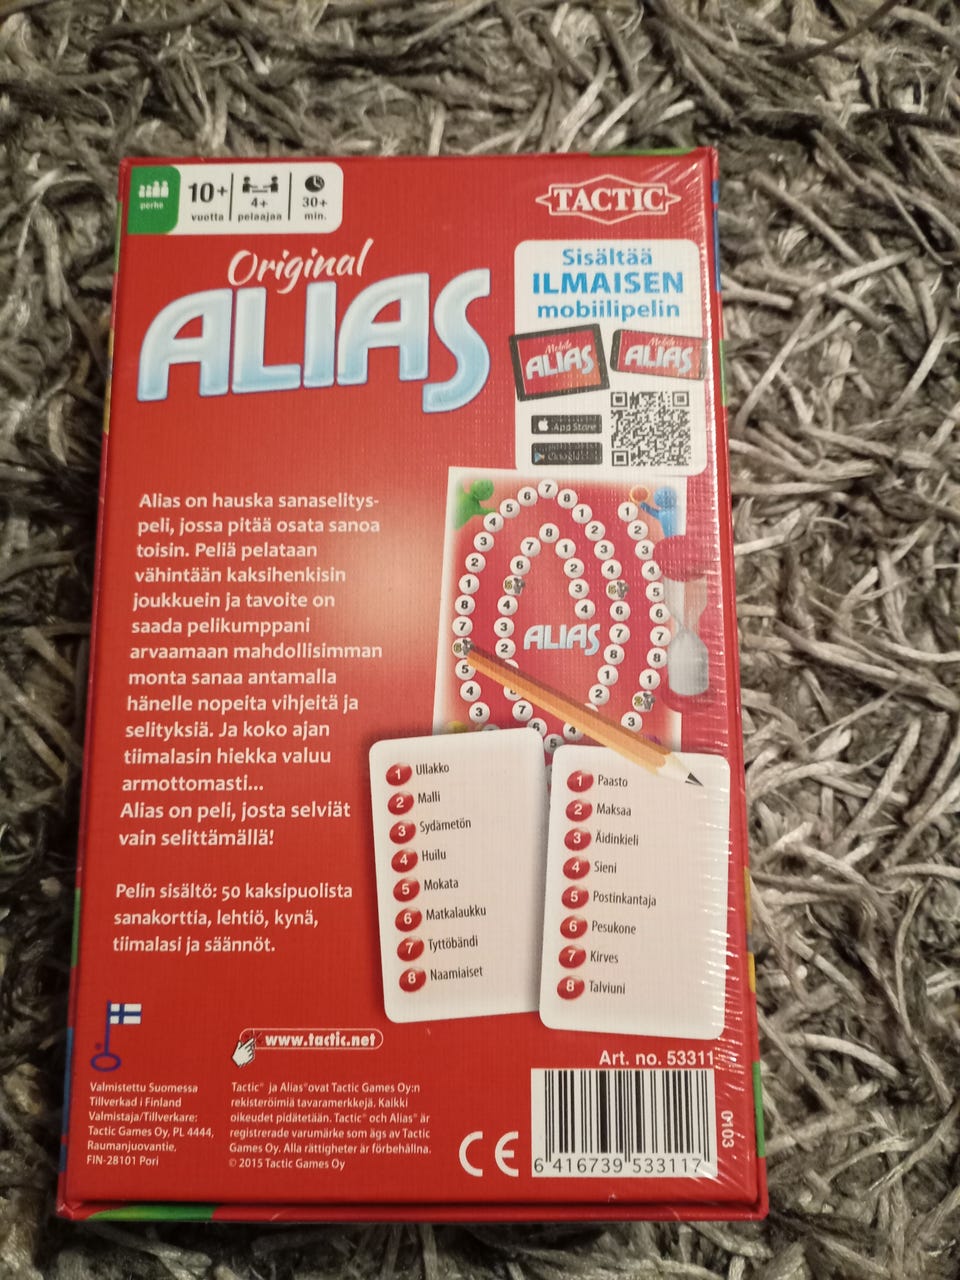 perhe
10+
vuotta
4+
pelaajaa
30+
min.
TACTIC
Original
ALIAS
Sisältää
ILMAISEN
mobiilipelin
Mobile
ALIAS
Mobile
ALIAS
App Store
Alias on hauska sanaselitys-
peli, jossa pitää osata sanoa
toisin. Peliä pelataan
vähintään kaksihenkisin
joukkuein ja tavoite on
saada pelikumppani
arvaamaan mahdollisimman
monta sanaa antamalla
hänelle nopeita vihjeitä ja
selityksiä. Ja koko ajan
tiimalasin hiekka valuu
armottomasti...
Alias on peli, josta selviät
vain selittämällä!
Pelin sisältö: 50 kaksipuolista
sanakorttia, lehtiö, kynä,
tiimalasi ja säännöt.
ALIAS
1 Ullakko
2 Malli
3 Sydämetön
4 Huilu
5 Mokata
6 Matkalaukku
7 Tyttöbändi
8 Naamiaiset
1 Paasto
2 Maksaa
3 Äidinkieli
4 Sieni
5 Postinkantaja
6 Pesukone
7 Kirves
8 Talviuni
www.tactic.net
Art. no. 53311
Valmistettu Suomessa
Tillverkad i Finland
Valmistaja/Tillverkare:
Tactic Games Oy, PL 4444,
Raumanjuovantie,
FIN-28101 Pori
Tactic® ja Alias® ovat Tactic Games Oy:n
rekisteröimiä tavaramerkkejä. Kaikki
oikeudet pidätetään. Tactic® och Alias® är
registrerade varumärke som ägs av Tactic
Games Oy. Alla rättigheter är förbehållna.
© 2015 Tactic Games Oy
CE
6 416739 533117
0103